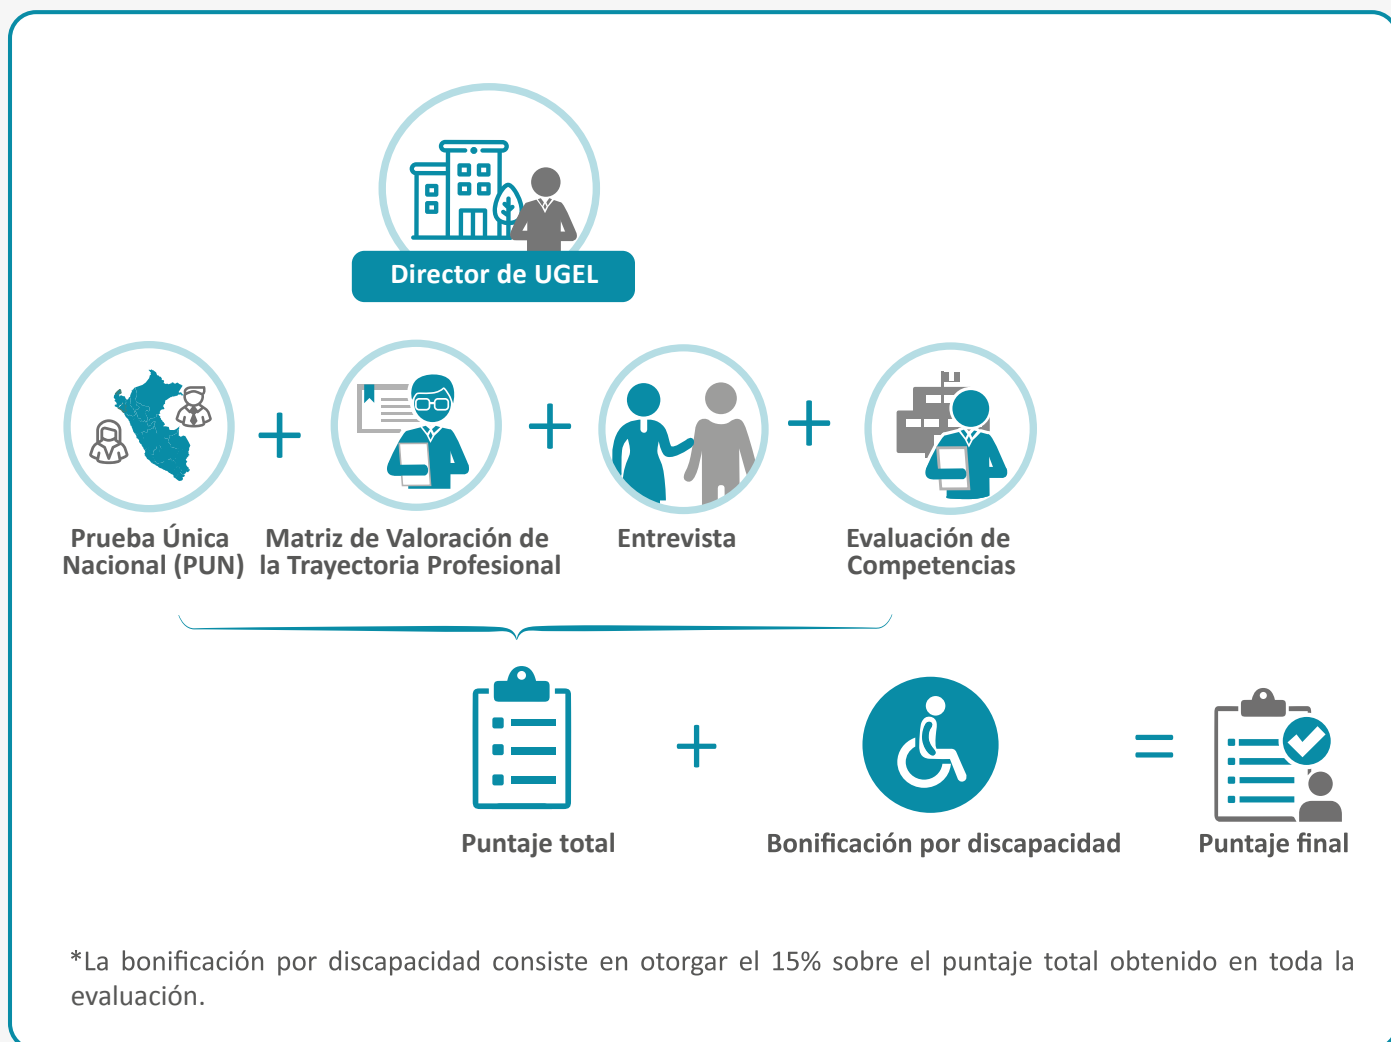 Director de UGEL
Prueba Única
Nacional (PUN)
Matriz de Valoración de
la Trayectoria Profesional
Entrevista
Evaluación de
Competencias
Puntaje total
Bonificación por discapacidad
Puntaje final
*La bonificación por discapacidad consiste en otorgar el 15% sobre el puntaje total obtenido en toda la
evaluación.